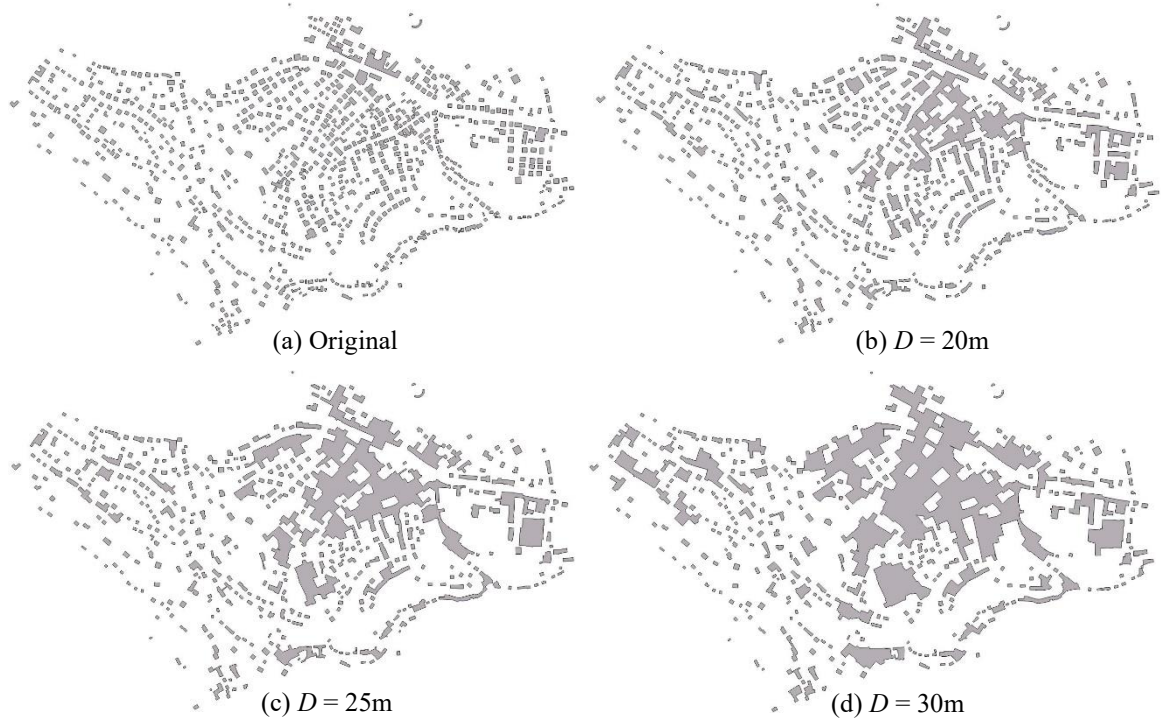 (a) Original
(b) D = 20m
(c) D = 25m
(d) D = 30m